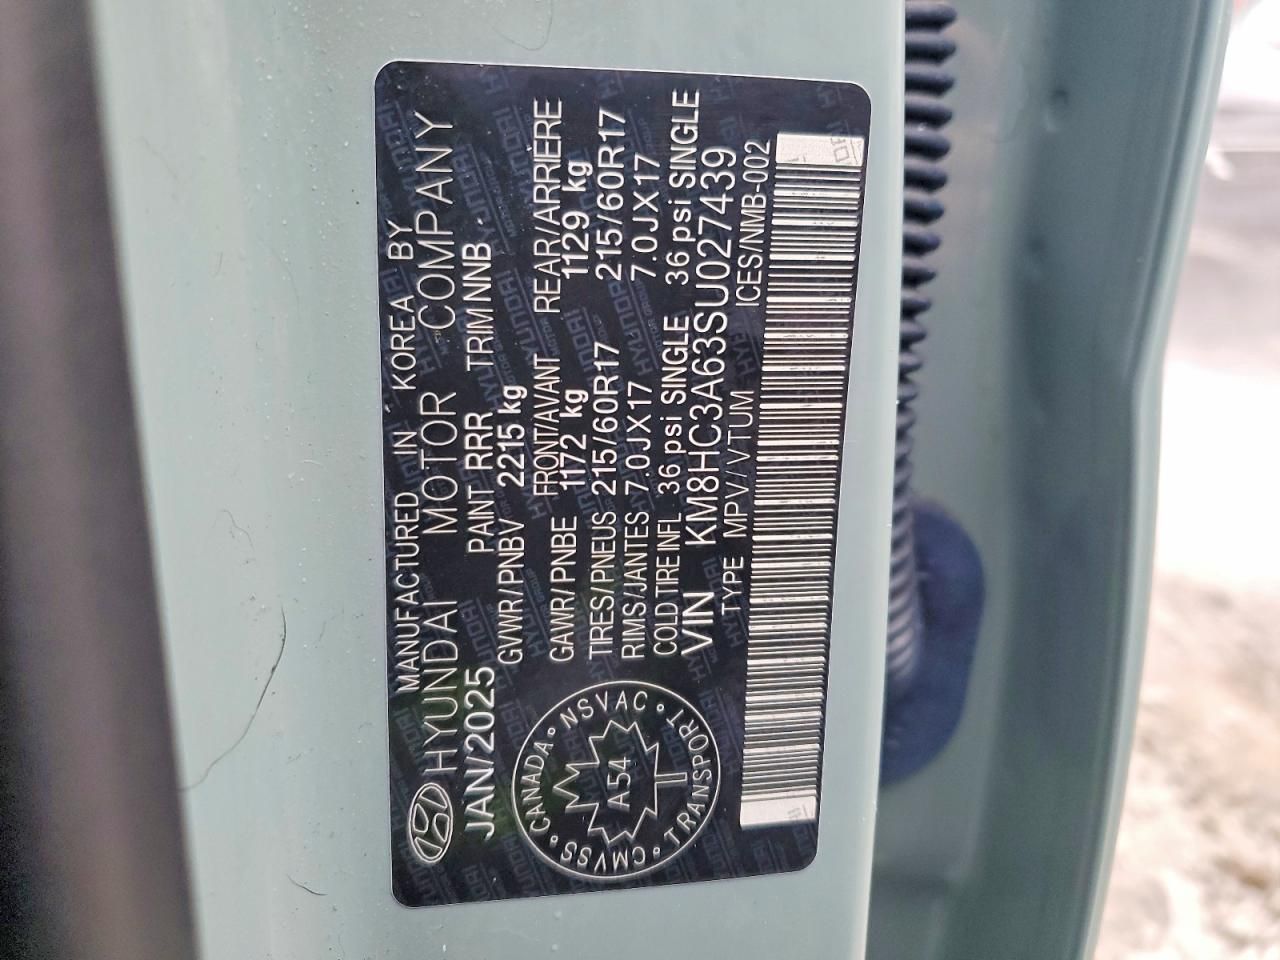 MANUFACTURED IN KOREA BY
HYUNDAI MOTOR COMPANY
JAN/2025 PAINT RRR TRIM NNB
GVWR/PNBV 2215 kg
FRONT/AVANT REAR/ARRIÈRE
GAWR/PNBE 1172 kg 1129 kg
TIRES/PNEUS 215/60R17 215/60R17
RIMS/JANTES 7.0JX17 7.0JX17
COLD TIRE INFL 36 psi SINGLE 36 psi SINGLE
VIN KM8HC3A63SU027439
TYPE MPV/VTUM ICES/NMB-002
CANADA · NSVAC · TRANSPORT · CMVSS
A54